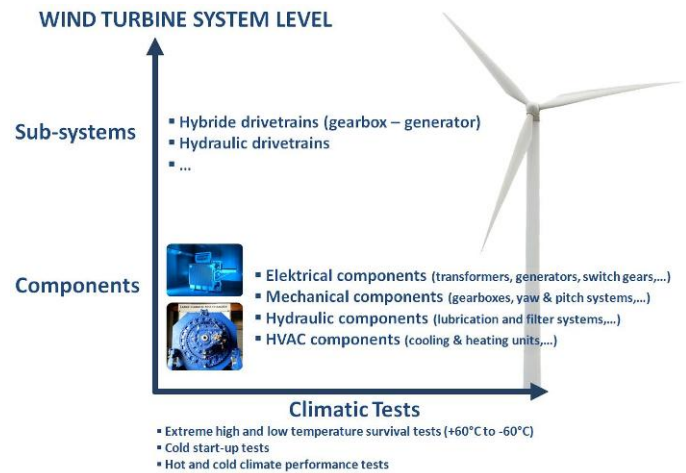 WIND TURBINE SYSTEM LEVEL
Sub-systems
▪ Hybride drivetrains (gearbox – generator)
▪ Hydraulic drivetrains
▪ ...
Components
▪ Elektrical components (transformers, generators, switch gears,...)
▪ Mechanical components (gearboxes, yaw & pitch systems,...)
▪ Hydraulic components (lubrication and filter systems,...)
▪ HVAC components (cooling & heating units,...)
Climatic Tests
▪ Extreme high and low temperature survival tests (+60°C to -60°C)
▪ Cold start-up tests
▪ Hot and cold climate performance tests